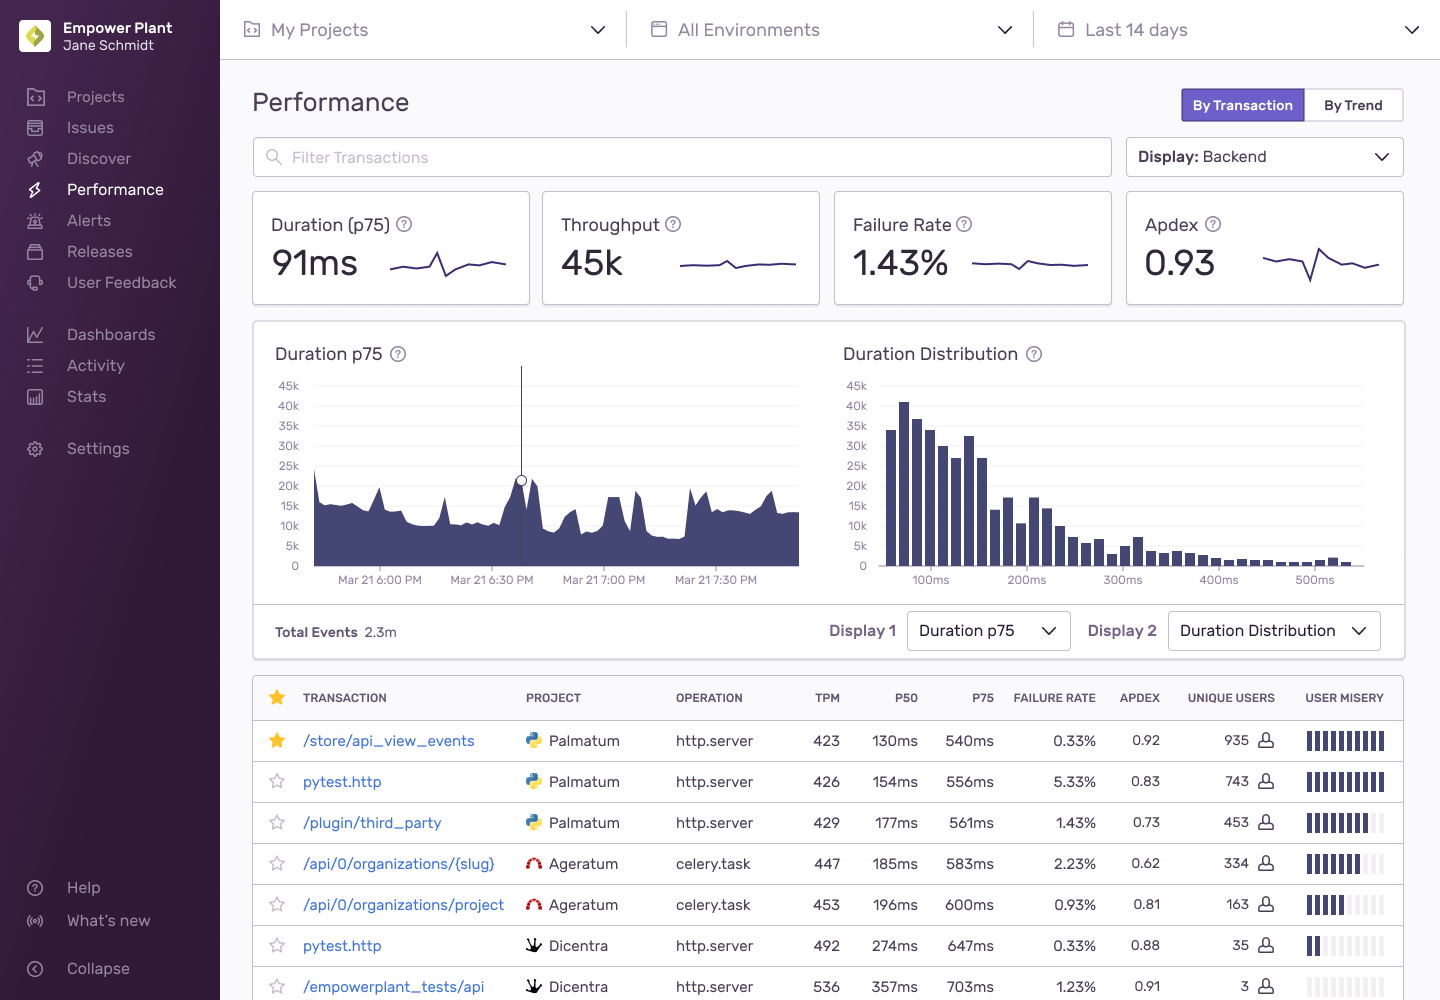 Empower Plant
Jane Schmidt
Projects
Issues
Discover
Performance
Alerts
Releases
User Feedback
Dashboards
Activity
Stats
Settings
Help
What's new
Collapse
My Projects
All Environments
Last 14 days
Performance
By Transaction
By Trend
Filter Transactions
Display: Backend
Duration (p75) ?
91ms
Throughput ?
45k
Failure Rate ?
1.43%
Apdex ?
0.93
Duration p75 ?
45k
40k
35k
30k
25k
20k
15k
10k
5k
0
Mar 21 6:00 PM Mar 21 6:30 PM Mar 21 7:00 PM Mar 21 7:30 PM
Duration Distribution ?
45k
40k
35k
30k
25k
20k
15k
10k
5k
0
100ms 200ms 300ms 400ms 500ms
Total Events 2.3m
Display 1 Duration p75
Display 2 Duration Distribution
TRANSACTION PROJECT OPERATION TPM P50 P75 FAILURE RATE APDEX UNIQUE USERS USER MISERY
/store/api_view_events Palmatum http.server 423 130ms 540ms 0.33% 0.92 935
pytest.http Palmatum http.server 426 154ms 556ms 5.33% 0.83 743
/plugin/third_party Palmatum http.server 429 177ms 561ms 1.43% 0.73 453
/api/0/organizations/{slug} Ageratum celery.task 447 185ms 583ms 2.23% 0.62 334
/api/0/organizations/project Ageratum celery.task 453 196ms 600ms 0.93% 0.81 163
pytest.http Dicentra http.server 492 274ms 647ms 0.33% 0.88 35
/empowerplant_tests/api Dicentra http.server 536 357ms 703ms 1.23% 0.91 3